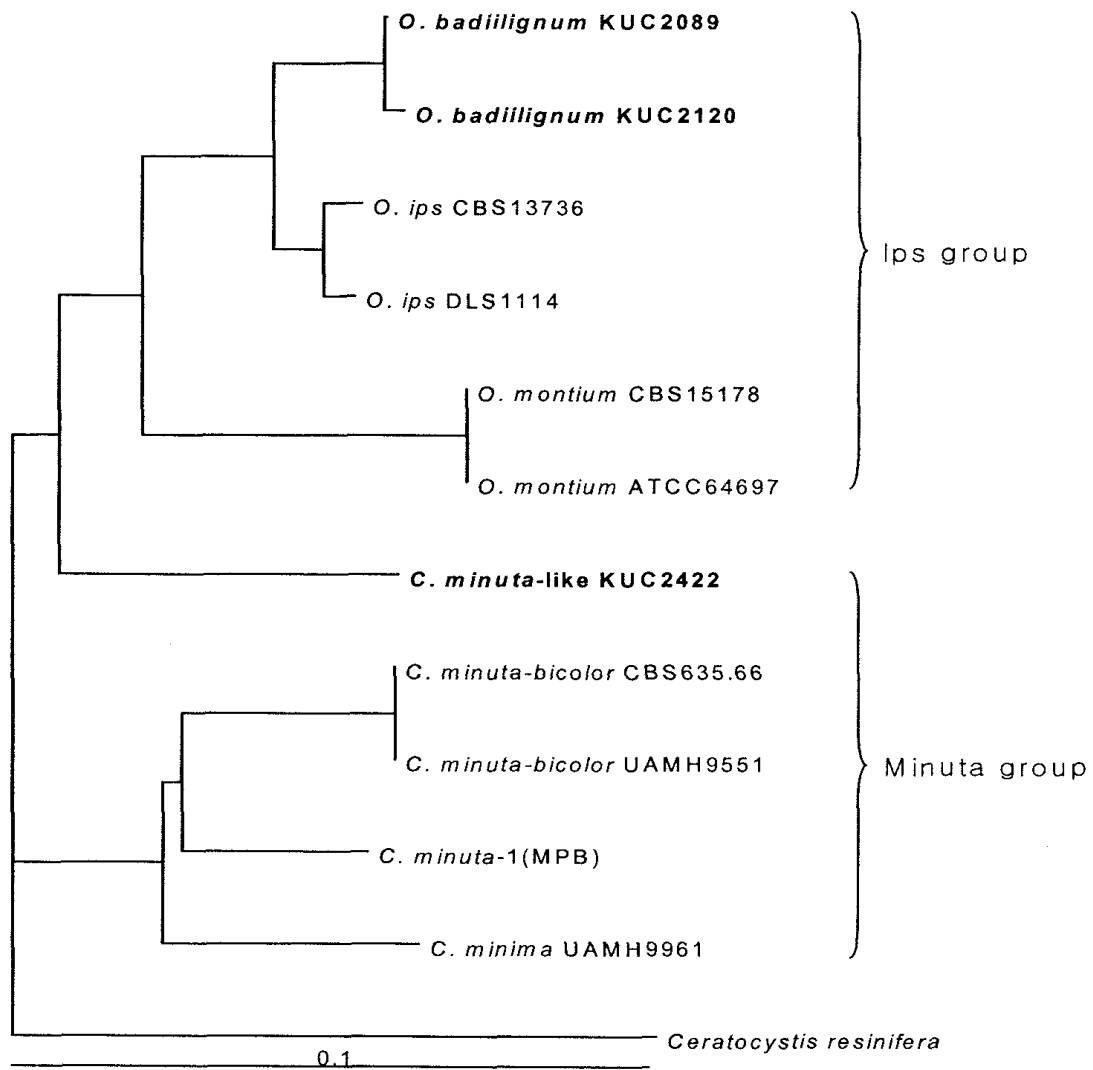 O. badiilignum KUC2089
O. badiilignum KUC2120
O. ips CBS13736
Ips group
O. ips DLS1114
O. montium CBS15178
O. montium ATCC64697
C. minuta-like KUC2422
C. minuta-bicolor CBS635.66
C. minuta-bicolor UAMH9551
Minuta group
C. minuta-1(MPB)
C. minima UAMH9961
Ceratocystis resinifera
0.1